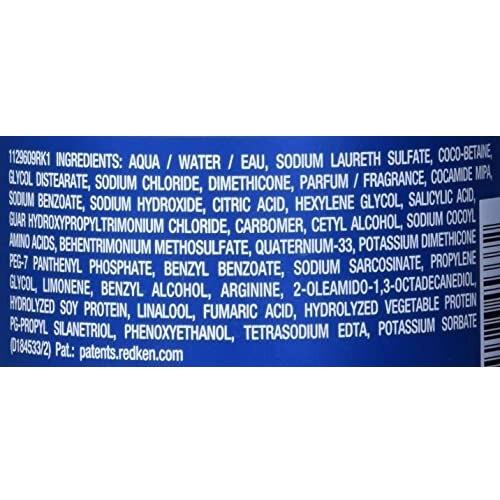 1129609RK1 INGREDIENTS: AQUA / WATER / EAU, SODIUM LAURETH SULFATE, COCO-BETAINE,
GLYCOL DISTEARATE, SODIUM CHLORIDE, DIMETHICONE, PARFUM / FRAGRANCE, COCAMIDE MIPA,
SODIUM BENZOATE, SODIUM HYDROXIDE, CITRIC ACID, HEXYLENE GLYCOL, SALICYLIC ACID,
GUAR HYDROXYPROPYLTRIMONIUM CHLORIDE, CARBOMER, CETYL ALCOHOL, SODIUM COCOYL
AMINO ACIDS, BEHENTRIMONIUM METHOSULFATE, QUATERNIUM-33, POTASSIUM DIMETHICONE
PEG-7 PANTHENYL PHOSPHATE, BENZYL BENZOATE, SODIUM SARCOSINATE, PROPYLENE
GLYCOL, LIMONENE, BENZYL ALCOHOL, ARGININE, 2-OLEAMIDO-1,3-OCTADECANEDIOL,
HYDROLYZED SOY PROTEIN, LINALOOL, FUMARIC ACID, HYDROLYZED VEGETABLE PROTEIN
PG-PROPYL SILANETRIOL, PHENOXYETHANOL, TETRASODIUM EDTA, POTASSIUM SORBATE
(D184533/2) Pat.: patents.redken.com